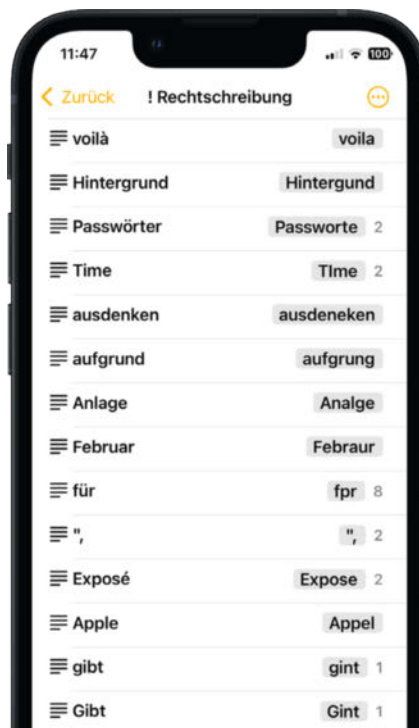 11:47 100
Zurück ! Rechtschreibung
voilà voila
Hintergrund Hintergund
Passwörter Passworte 2
Time TIme 2
ausdenken ausdeneken
aufgrund aufgrung
Anlage Analge
Februar Febraur
für fpr 8
", ", 2
Exposé Expose 2
Apple Appel
gibt gint 1
Gibt Gint 1